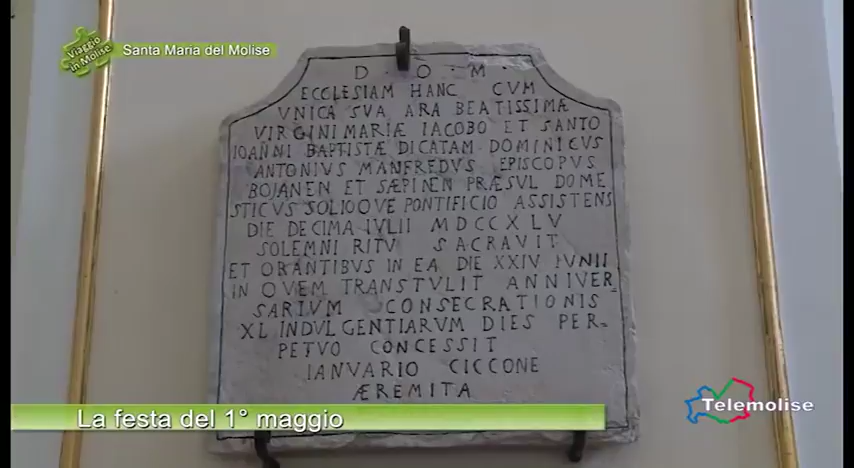 Viaggio
in Molise
Santa Maria del Molise
D. O. M.
ECCLESIAM HANC CVM
VNICA SVA ARA BEATISSIMÆ
VIRGINI MARIÆ IACOBO ET SANTO
IOANNI BAPTISTÆ DICATAM DOMINICVS
ANTONIVS MANFREDVS EPISCOPVS
BOJANEN ET SÆPINEN PRÆSVL DOME
STICVS SOLIOQVE PONTIFICIO ASSISTENS
DIE DECIMA IVLII MDCCXLV
SOLEMNI RITV SACRAVIT
ET ORANTIBVS IN EA DIE XXIV IVNII
IN QVEM TRANSTVLIT ANNIVER
SARIVM CONSECRATIONIS
XL INDVLGENTIARVM DIES PER-
PETVO CONCESSIT
IANVARIO CICCONE
ÆREMITA
La festa del 1° maggio
Telemolise